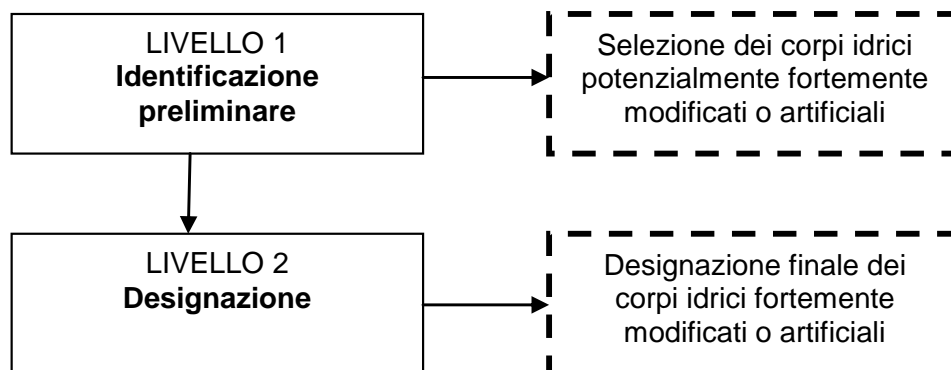 LIVELLO 1
Identificazione
preliminare
Selezione dei corpi idrici
potenzialmente fortemente
modificati o artificiali
LIVELLO 2
Designazione
Designazione finale dei
corpi idrici fortemente
modificati o artificiali